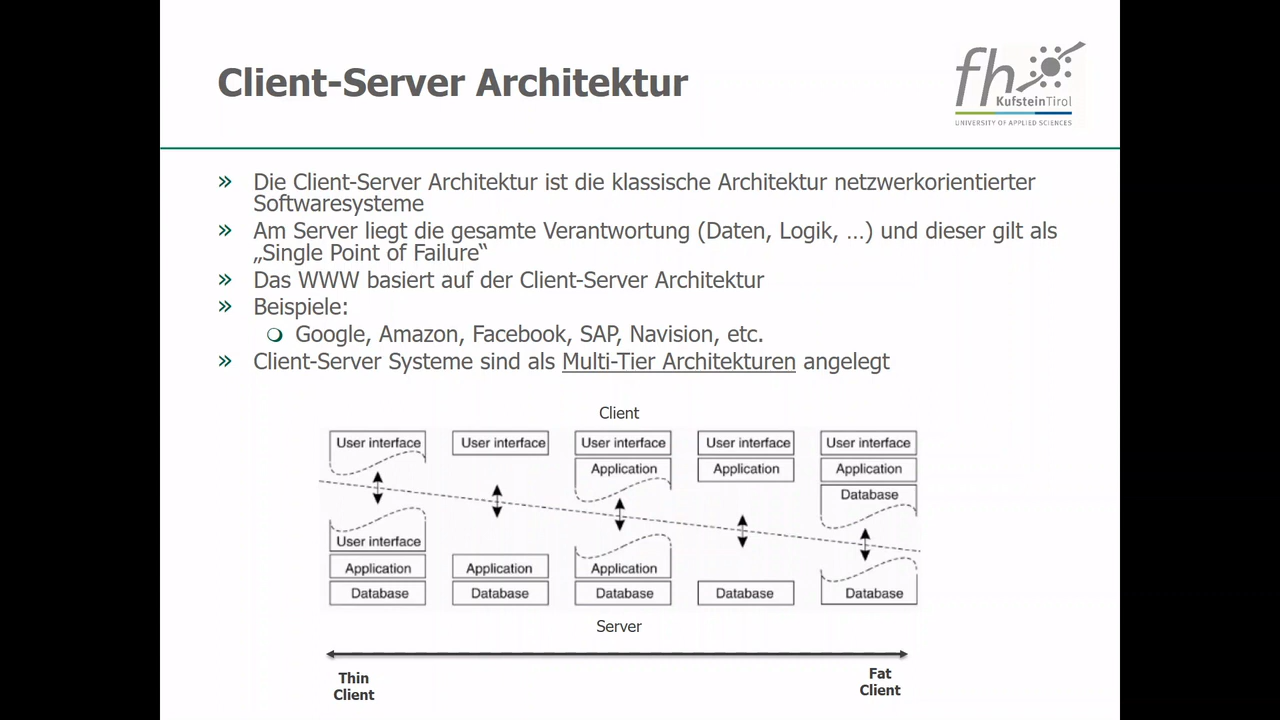 Client-Server Architektur
fh
KufsteinTirol
UNIVERSITY OF APPLIED SCIENCES
» Die Client-Server Architektur ist die klassische Architektur netzwerkorientierter
Softwaresysteme
» Am Server liegt die gesamte Verantwortung (Daten, Logik, …) und dieser gilt als
„Single Point of Failure“
» Das WWW basiert auf der Client-Server Architektur
» Beispiele:
Google, Amazon, Facebook, SAP, Navision, etc.
» Client-Server Systeme sind als Multi-Tier Architekturen angelegt
Client
User interface User interface User interface User interface User interface
Application Application Application
Database
User interface
Application Application Application
Database Database Database Database Database
Server
Thin
Client
Fat
Client